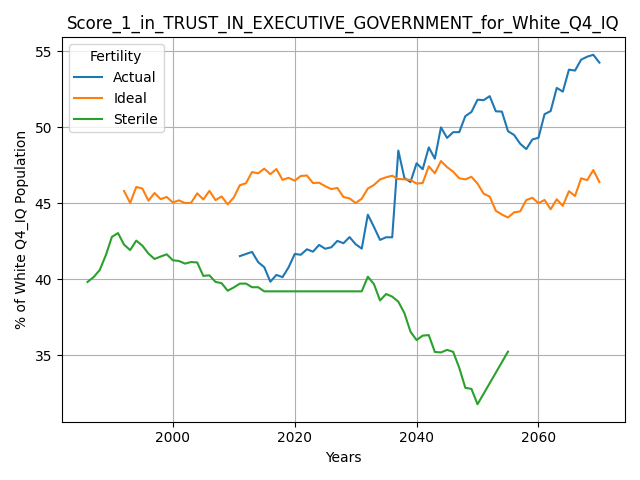 Score_1_in_TRUST_IN_EXECUTIVE_GOVERNMENT_for_White_Q4_IQ
Fertility
Actual
Ideal
Sterile
% of White Q4_IQ Population
55
50
45
40
35
2000
2020
2040
2060
Years